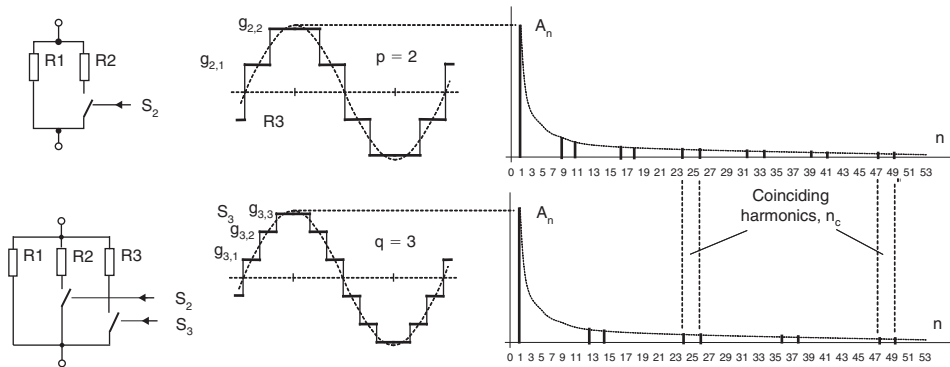 R1 R2
S2
g2,2
g2,1
p = 2
R3
An
n
0 1 3 5 7 9 11 13 15 17 19 21 23 25 27 29 31 33 35 37 39 41 43 45 47 49 51 53
R1 R2 R3
S2
S3
S3 g3,3
g3,2
g3,1
q = 3
An
Coinciding
harmonics, nc
n
0 1 3 5 7 9 11 13 15 17 19 21 23 25 27 29 31 33 35 37 39 41 43 45 47 49 51 53